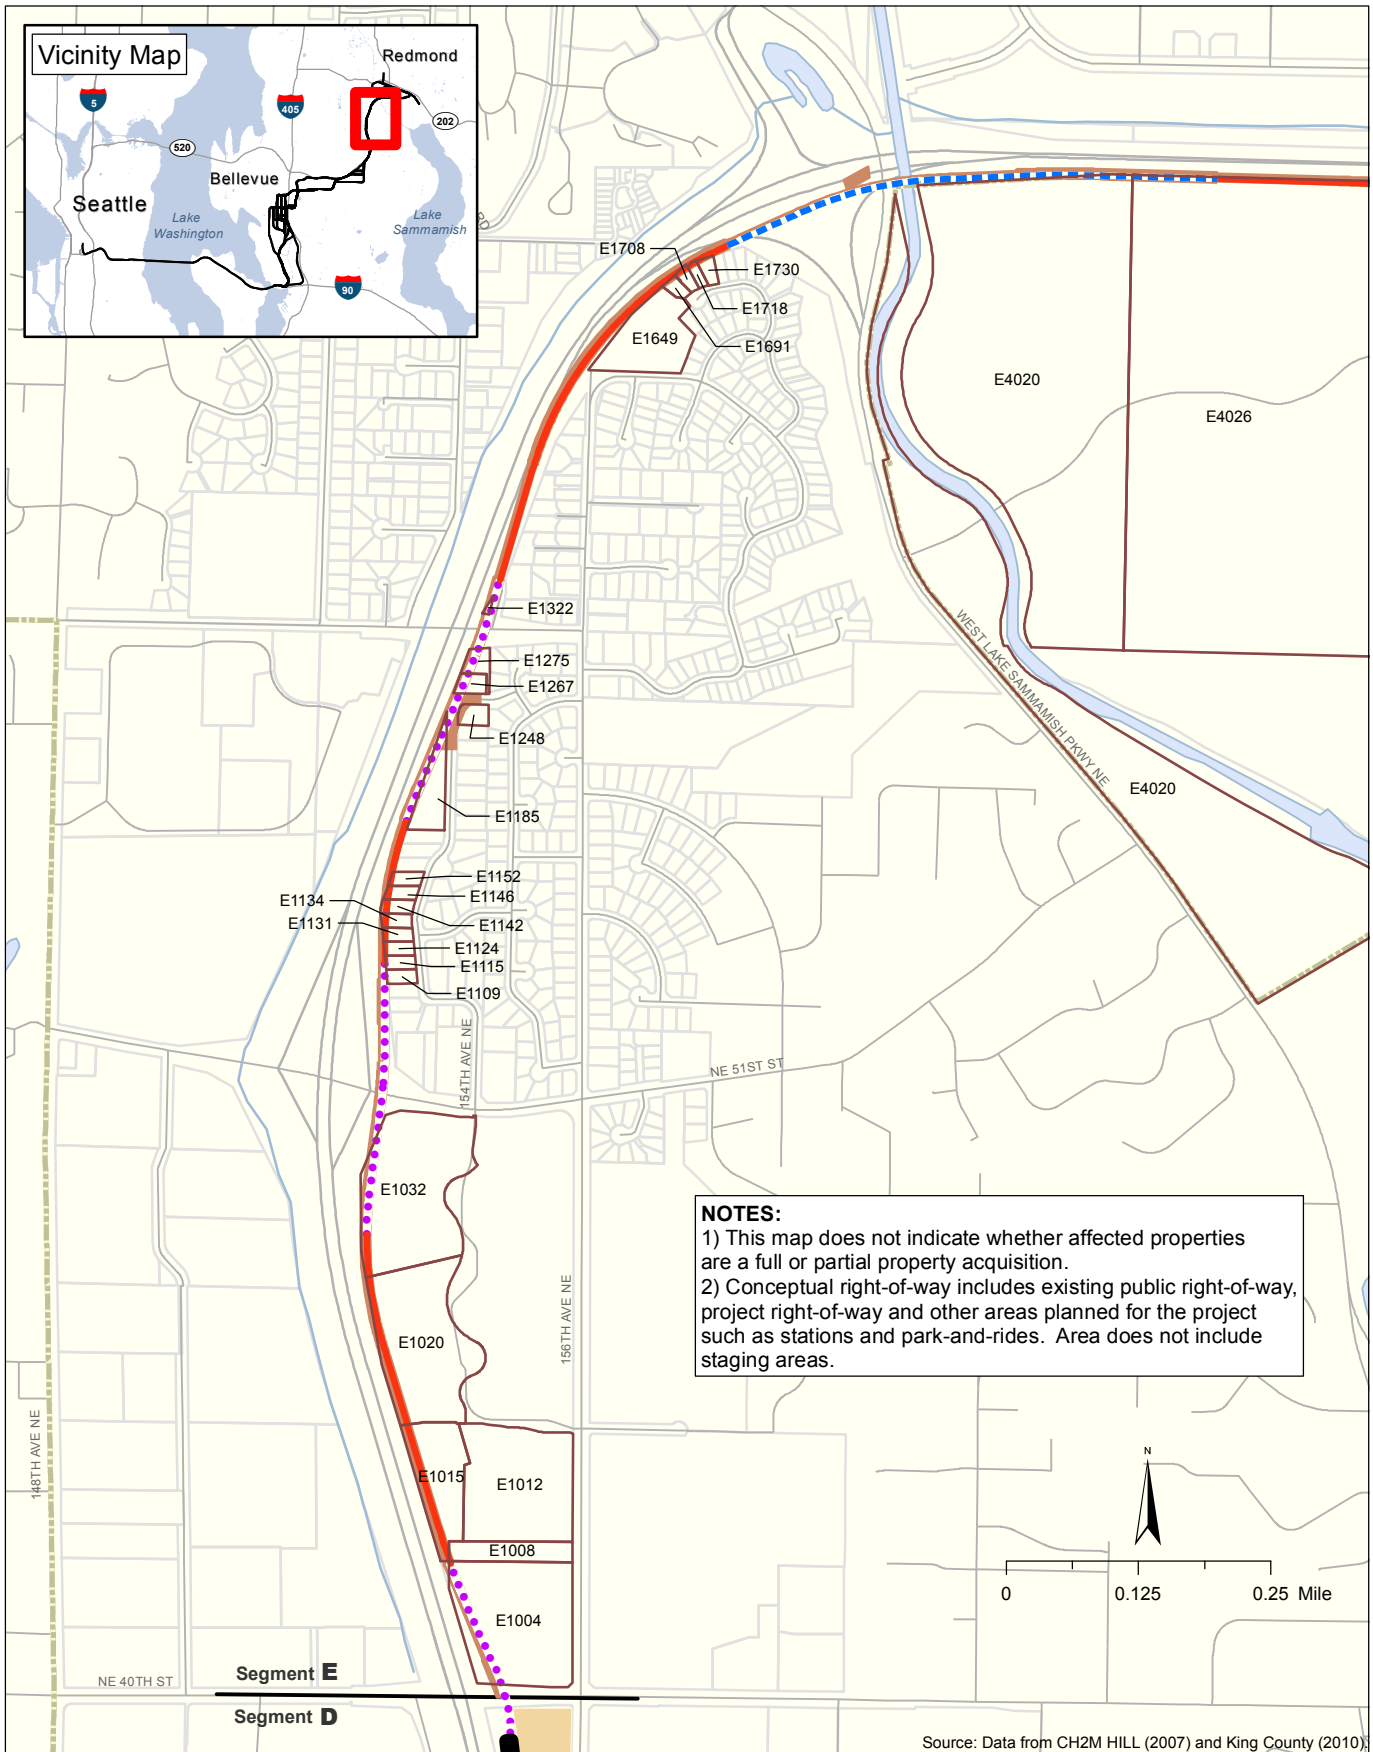 Vicinity Map
Redmond
5
405
202
520
Bellevue
Seattle
Lake
Washington
Lake
Sammamish
90
RD
E1708
E1730
E1718
E1691
E1649
E4020
E4026
E1322
WEST LAKE SAMMAMISH PKWY NE
E1275
E1267
E1248
E4020
E1185
E1152
E1146
E1134
E1142
E1131
E1124
E1115
E1109
154TH AVE NE
NE 51ST ST
E1032
NOTES:
1) This map does not indicate whether affected properties
are a full or partial property acquisition.
2) Conceptual right-of-way includes existing public right-of-way,
project right-of-way and other areas planned for the project
such as stations and park-and-rides. Area does not include
staging areas.
156TH AVE NE
E1020
148TH AVE NE
E1015
E1012
N
E1008
0
0.125
0.25 Mile
E1004
NE 40TH ST
Segment E
Segment D
Source: Data from CH2M HILL (2007) and King County (2010).